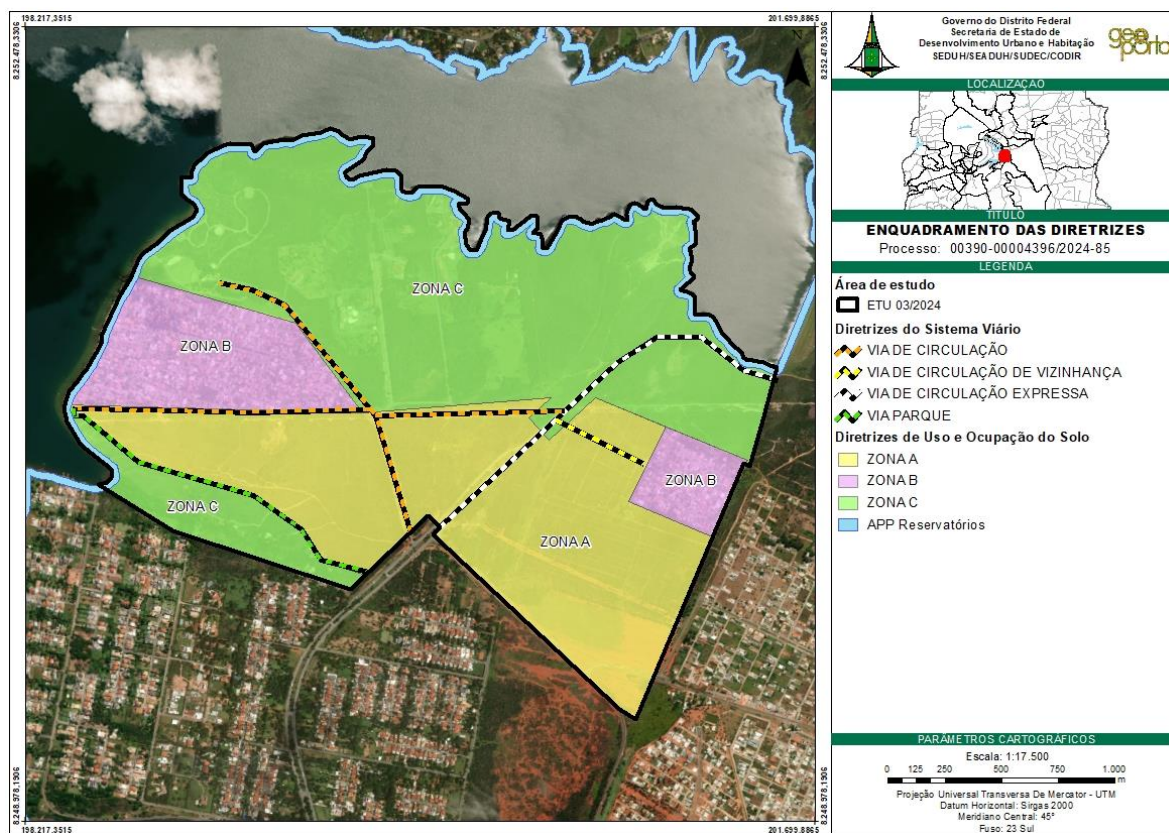 198.217,3515
201.699,8865
8.252.478,3306
8.252.478,3306
N
ZONA C
ZONA B
ZONA B
ZONA C
ZONA A
8.248.978,1906
8.248.978,1906
198.217,3515
201.699,8865
Governo do Distrito Federal
Secretaria de Estado de
Desenvolvimento Urbano e Habitação
SEDUH/SEADUH/SUDEC/CODIR
geoportal
LOCALIZAÇÃO
TÍTULO
ENQUADRAMENTO DAS DIRETRIZES
Processo: 00390-00004396/2024-85
LEGENDA
Área de estudo
ETU 03/2024
Diretrizes do Sistema Viário
VIA DE CIRCULAÇÃO
VIA DE CIRCULAÇÃO DE VIZINHANÇA
VIA DE CIRCULAÇÃO EXPRESSA
VIA PARQUE
Diretrizes de Uso e Ocupação do Solo
ZONA A
ZONA B
ZONA C
APP Reservatórios
PARÂMETROS CARTOGRÁFICOS
Escala: 1:17.500
0 125 250 500 750 1.000
m
Projeção Universal Transversa De Mercator - UTM
Datum Horizontal: Sirgas 2000
Meridiano Central: 45°
Fuso: 23 Sul